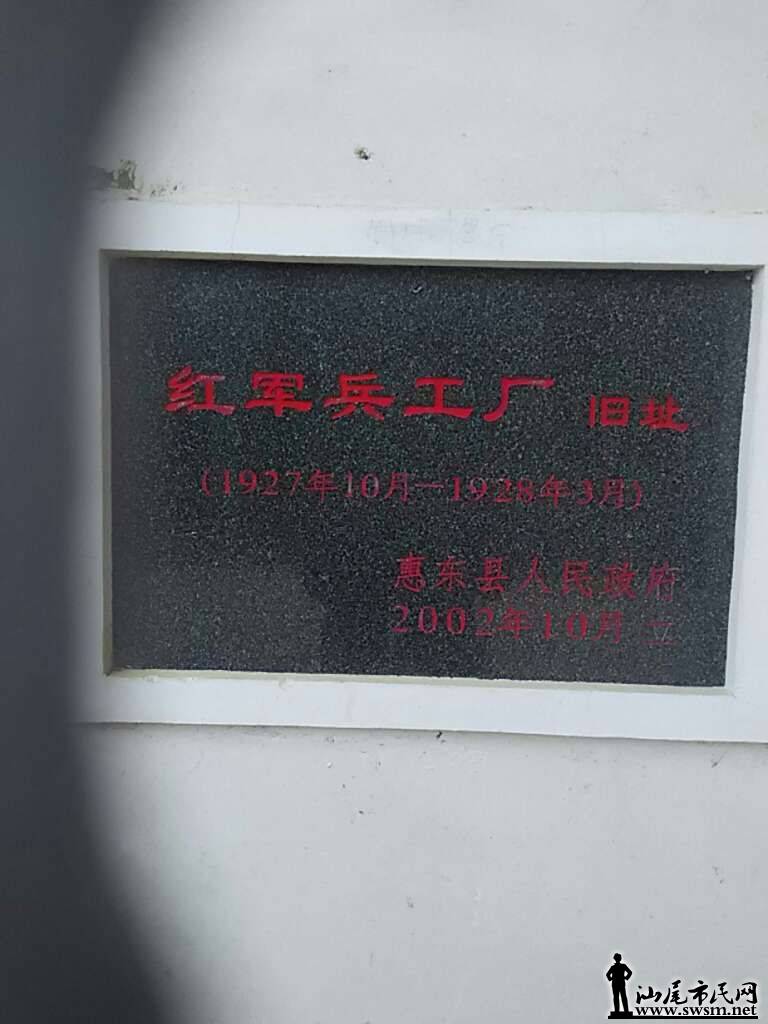 红军兵工厂 旧址
(1927年10月—1928年3月)
惠东县人民政府
2002年10月 立
汕尾市民网
www.swsm.net